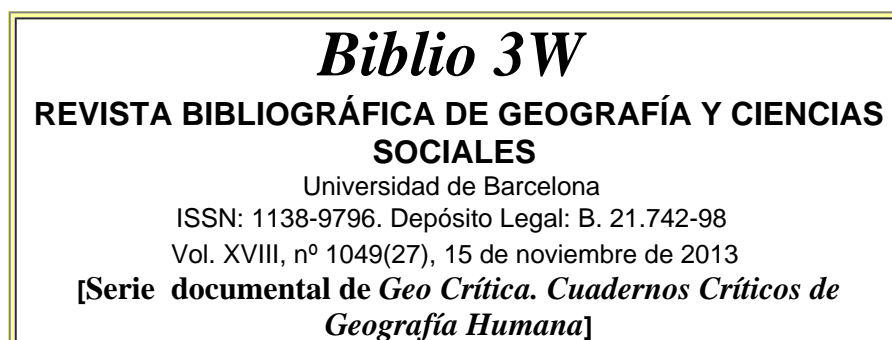 Biblio 3W
REVISTA BIBLIOGRÁFICA DE GEOGRAFÍA Y CIENCIAS
SOCIALES
Universidad de Barcelona
ISSN: 1138-9796. Depósito Legal: B. 21.742-98
Vol. XVIII, nº 1049(27), 15 de noviembre de 2013
[Serie documental de Geo Crítica. Cuadernos Críticos de
Geografía Humana]